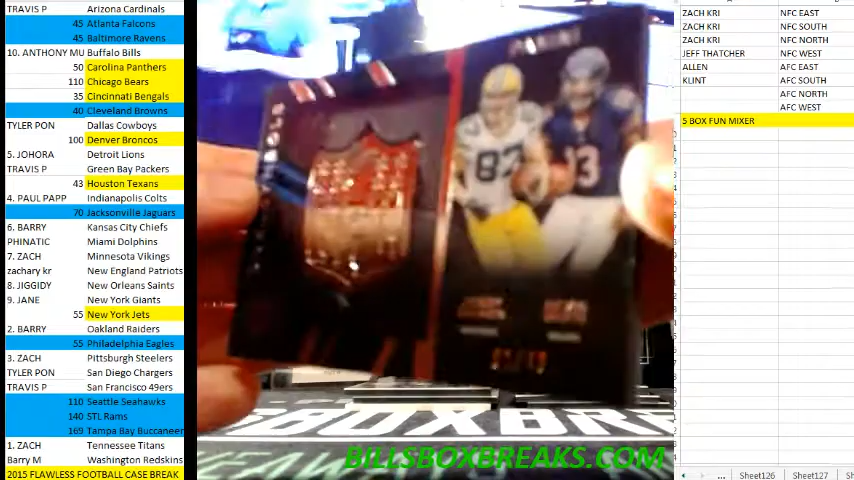 TRAVIS P Arizona Cardinals
45 Atlanta Falcons
45 Baltimore Ravens
10. ANTHONY MU Buffalo Bills
50 Carolina Panthers
110 Chicago Bears
35 Cincinnati Bengals
40 Cleveland Browns
TYLER PON Dallas Cowboys
100 Denver Broncos
5. JOHORA Detroit Lions
TRAVIS P Green Bay Packers
43 Houston Texans
4. PAUL PAPP Indianapolis Colts
70 Jacksonville Jaguars
6. BARRY Kansas City Chiefs
PHINATIC Miami Dolphins
7. ZACH Minnesota Vikings
zachary kr New England Patriots
8. JIGGIDY New Orleans Saints
9. JANE New York Giants
55 New York Jets
2. BARRY Oakland Raiders
55 Philadelphia Eagles
3. ZACH Pittsburgh Steelers
TYLER PON San Diego Chargers
TRAVIS P San Francisco 49ers
110 Seattle Seahawks
140 STL Rams
169 Tampa Bay Buccaneer
1. ZACH Tennessee Titans
Barry M Washington Redskins
2015 FLAWLESS FOOTBALL CASE BREAK
PANINI
87
13
BILLSBOXBREAKS.COM
ZACH KRI NFC EAST
ZACH KRI NFC SOUTH
ZACH KRI NFC NORTH
JEFF THATCHER NFC WEST
ALLEN AFC EAST
KLINT AFC SOUTH
AFC NORTH
AFC WEST
5 BOX FUN MIXER
... Sheet126 Sheet127